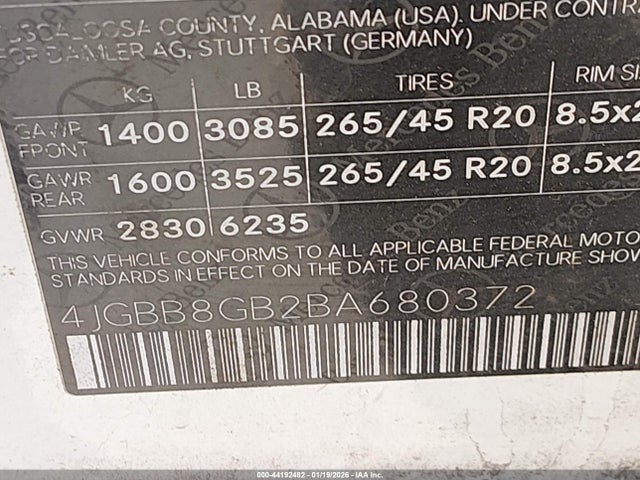 COUNTY, ALABAMA (USA). UNDER
FOR DAIMLER AG, STUTTGART (GERMANY)
KG LB TIRES RIM
GAWR FRONT 1400 3085 265/45 R20 8.5x2
GAWR REAR 1600 3525 265/45 R20 8.5x2
GVWR 2830 6235
THIS VEHICLE CONFORMS TO ALL APPLICABLE FEDERAL MOTO
STANDARDS IN EFFECT ON THE DATE OF MANUFACTURE SHOW
4JGBB8GB2BA680372
000-44192482 - 01/19/2026 - IAA, Inc.